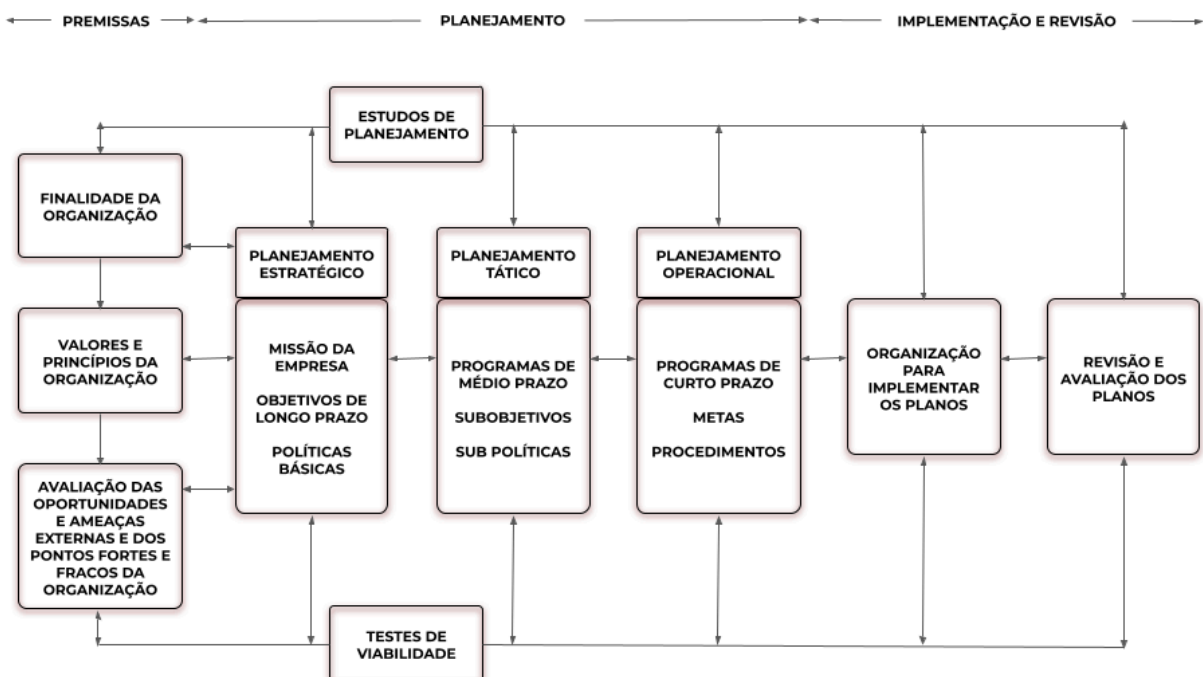 PREMISSAS
PLANEJAMENTO
IMPLEMENTAÇÃO E REVISÃO
ESTUDOS DE
PLANEJAMENTO
FINALIDADE DA
ORGANIZAÇÃO
VALORES E
PRINCÍPIOS DA
ORGANIZAÇÃO
AVALIAÇÃO DAS
OPORTUNIDADES
E AMEAÇAS
EXTERNAS E DOS
PONTOS FORTES E
FRACOS DA
ORGANIZAÇÃO
PLANEJAMENTO
ESTRATÉGICO
MISSÃO DA
EMPRESA
OBJETIVOS DE
LONGO PRAZO
POLÍTICAS
BÁSICAS
PLANEJAMENTO
TÁTICO
PROGRAMAS DE
MÉDIO PRAZO
SUBOBJETIVOS
SUB POLÍTICAS
PLANEJAMENTO
OPERACIONAL
PROGRAMAS DE
CURTO PRAZO
METAS
PROCEDIMENTOS
ORGANIZAÇÃO
PARA
IMPLEMENTAR
OS PLANOS
REVISÃO E
AVALIAÇÃO DOS
PLANOS
TESTES DE
VIABILIDADE